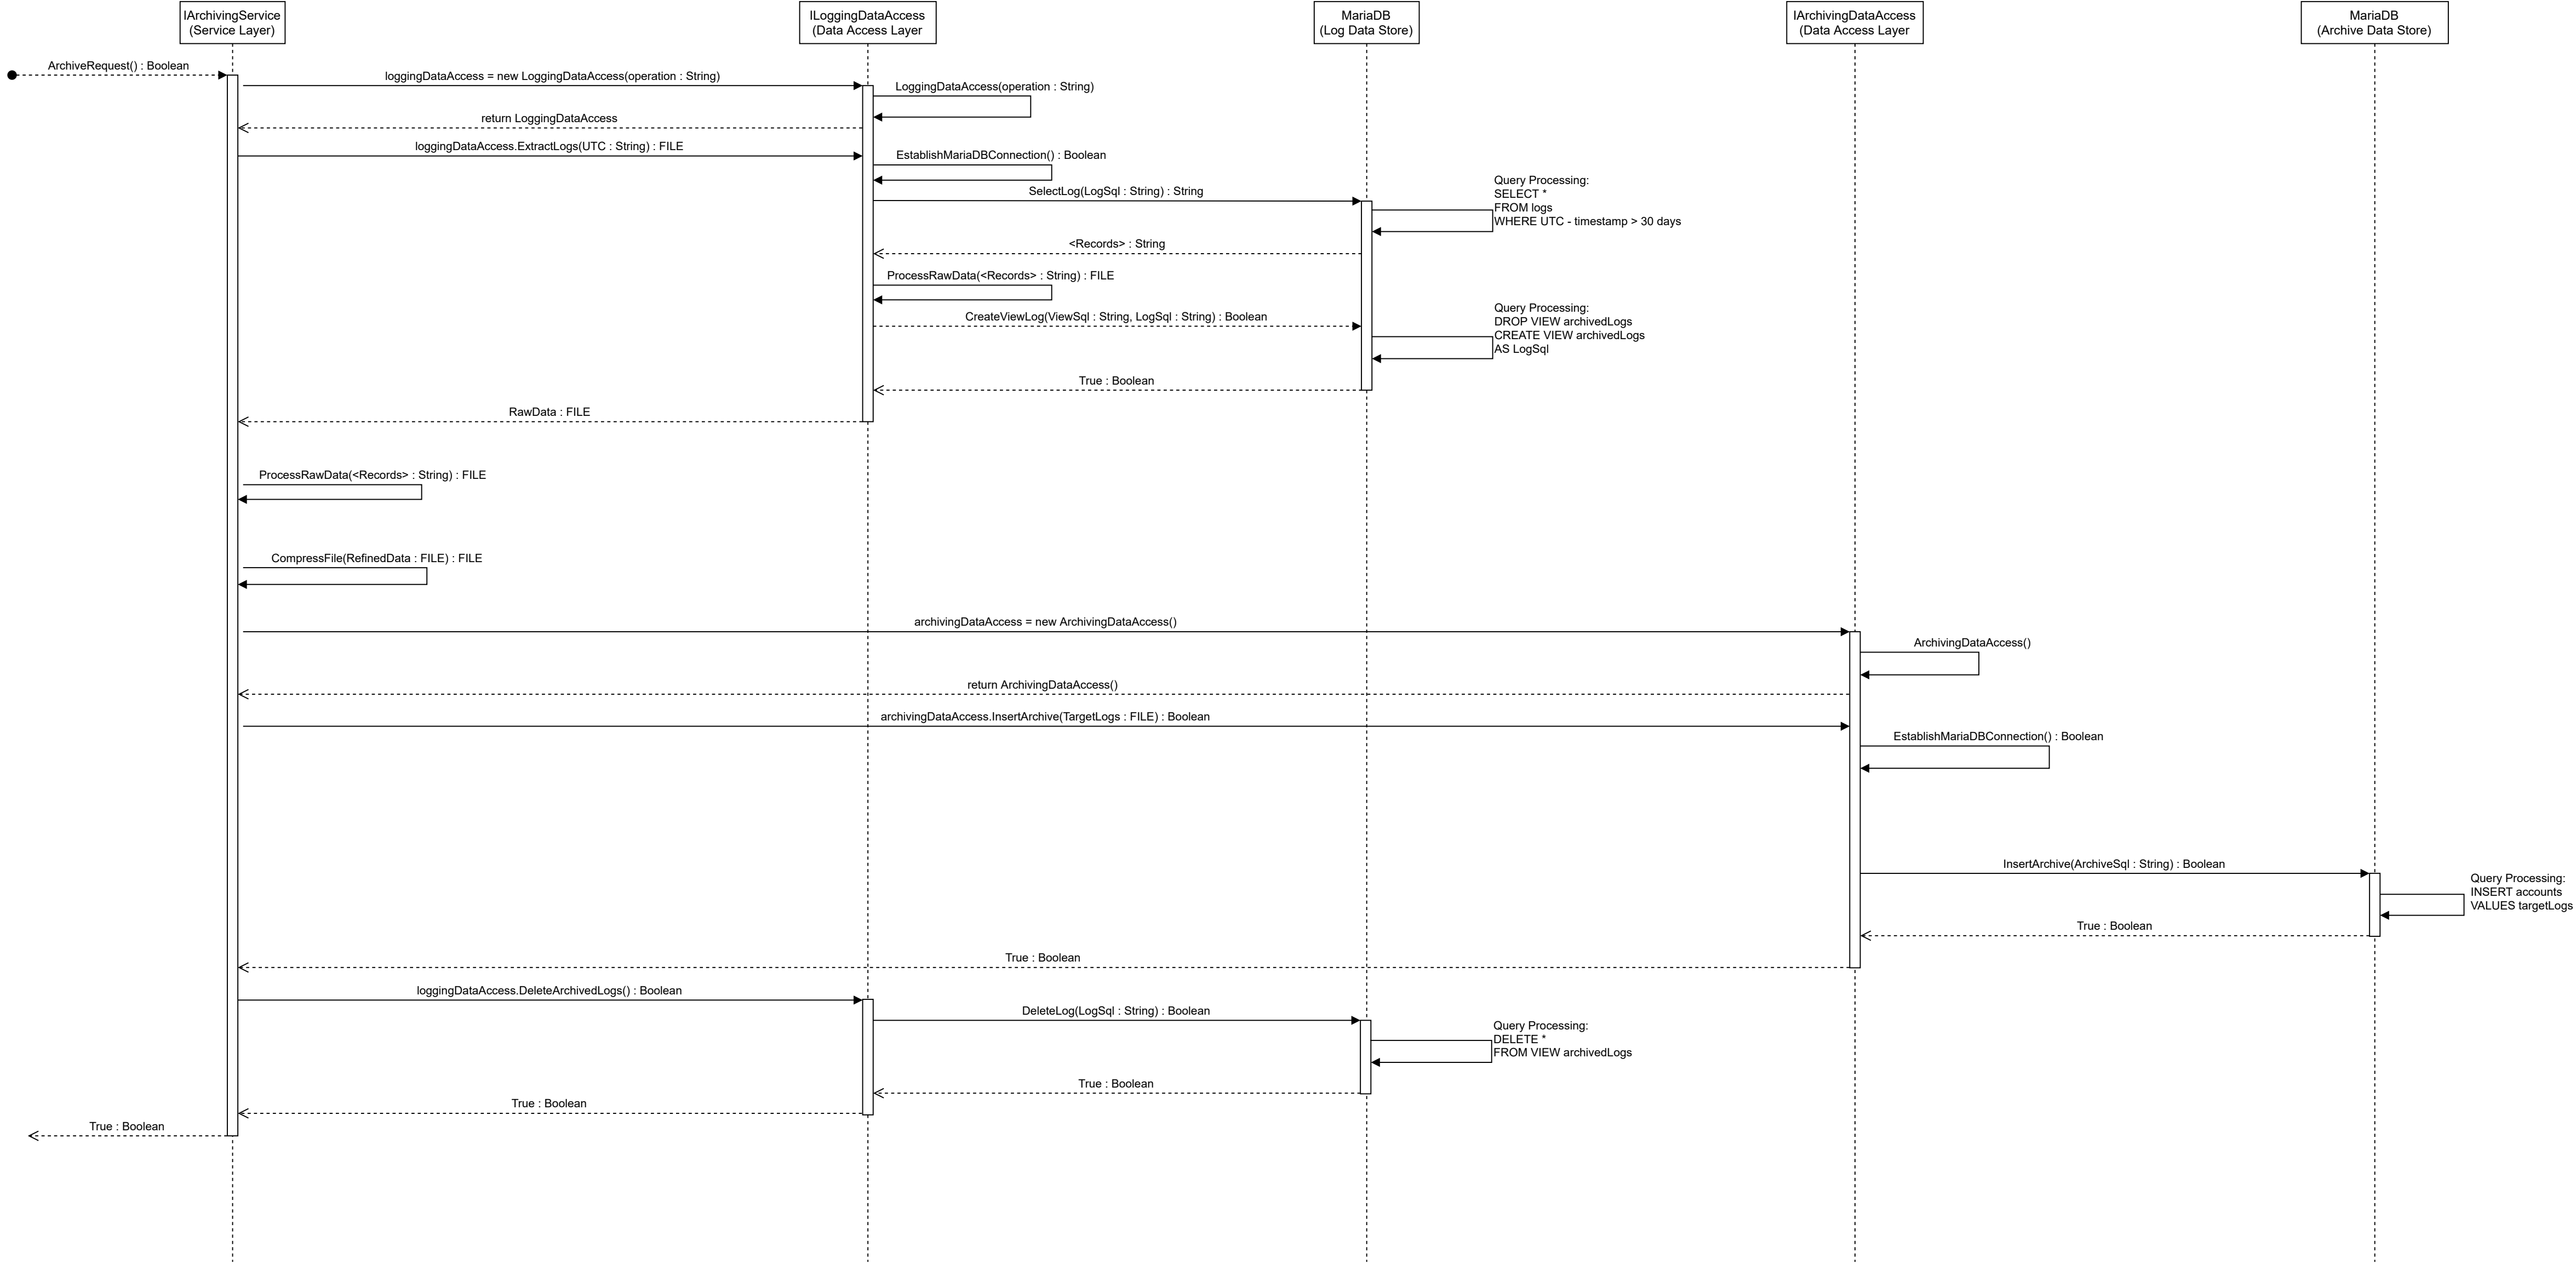 IArchivingService
(Service Layer)
ILoggingDataAccess
(Data Access Layer
MariaDB
(Log Data Store)
IArchivingDataAccess
(Data Access Layer
MariaDB
(Archive Data Store)
ArchiveRequest() : Boolean
loggingDataAccess = new LoggingDataAccess(operation : String)
LoggingDataAccess(operation : String)
return LoggingDataAccess
loggingDataAccess.ExtractLogs(UTC : String) : FILE
EstablishMariaDBConnection() : Boolean
SelectLog(LogSql : String) : String
Query Processing:
SELECT *
FROM logs
WHERE UTC - timestamp > 30 days
<Records> : String
ProcessRawData(<Records> : String) : FILE
CreateViewLog(ViewSql : String, LogSql : String) : Boolean
Query Processing:
DROP VIEW archivedLogs
CREATE VIEW archivedLogs
AS LogSql
True : Boolean
RawData : FILE
ProcessRawData(<Records> : String) : FILE
CompressFile(RefinedData : FILE) : FILE
archivingDataAccess = new ArchivingDataAccess()
ArchivingDataAccess()
return ArchivingDataAccess()
archivingDataAccess.InsertArchive(TargetLogs : FILE) : Boolean
EstablishMariaDBConnection() : Boolean
InsertArchive(ArchiveSql : String) : Boolean
Query Processing:
INSERT accounts
VALUES targetLogs
True : Boolean
True : Boolean
loggingDataAccess.DeleteArchivedLogs() : Boolean
DeleteLog(LogSql : String) : Boolean
Query Processing:
DELETE *
FROM VIEW archivedLogs
True : Boolean
True : Boolean
True : Boolean